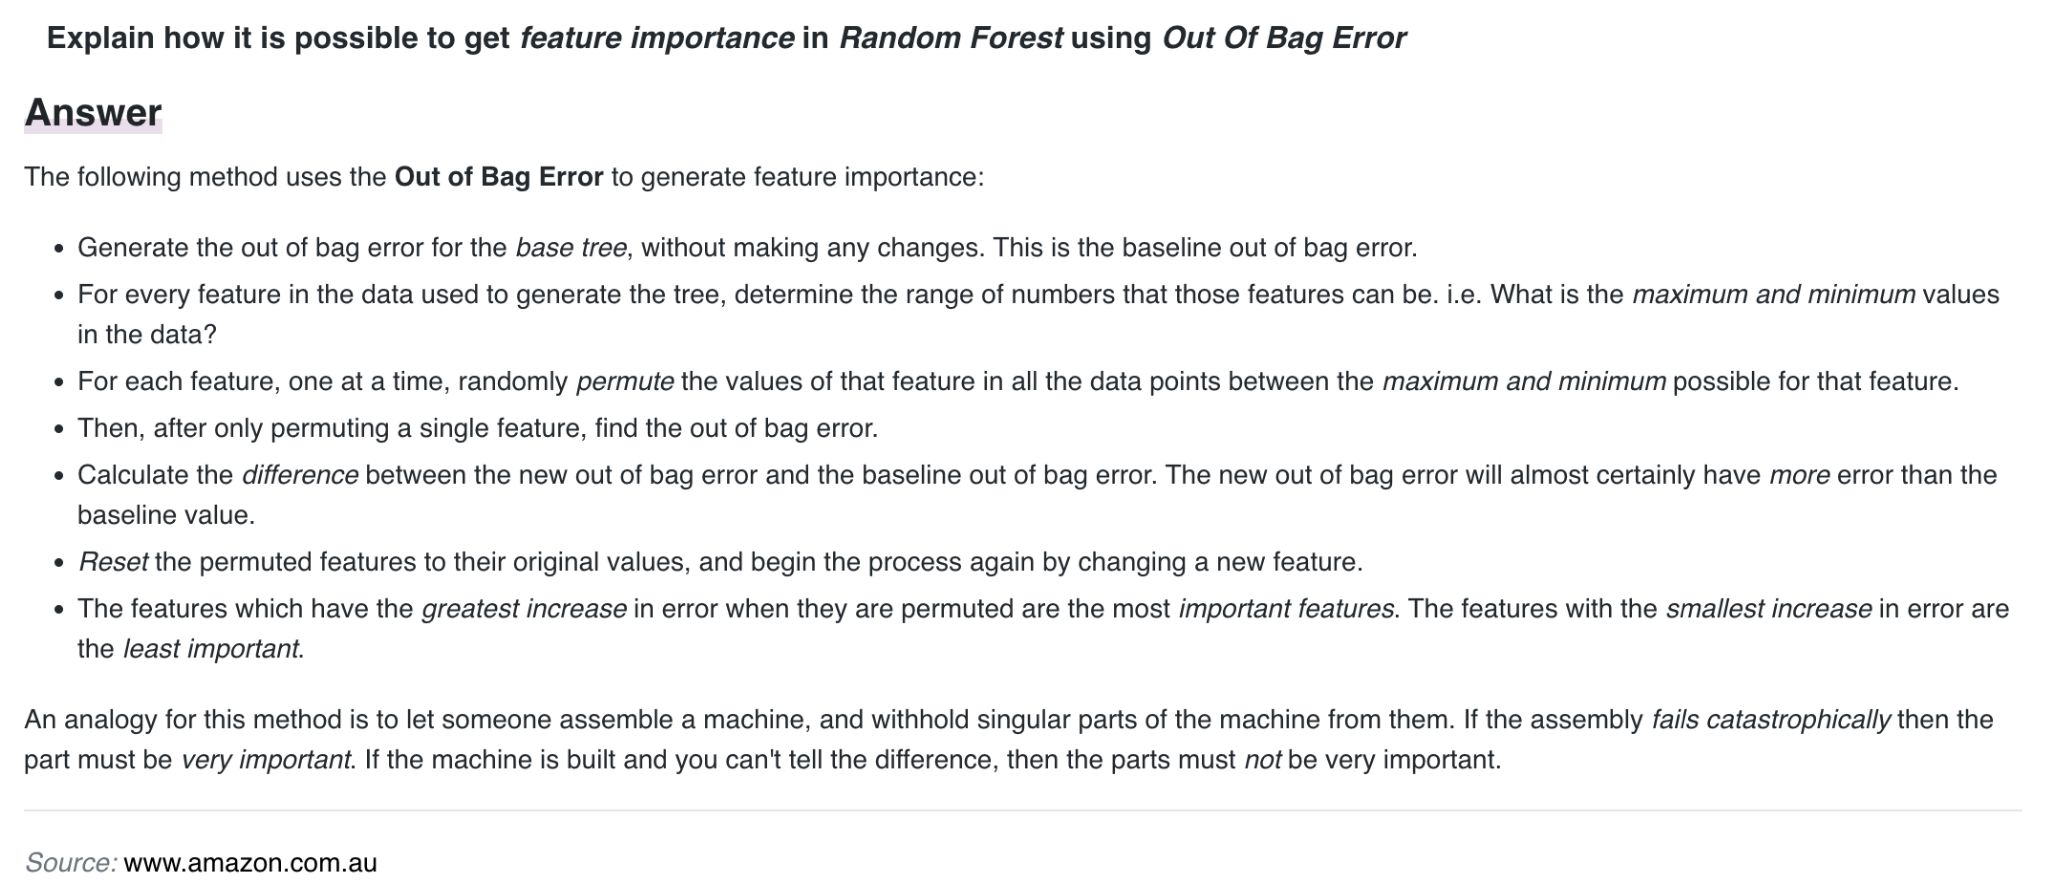 Explain how it is possible to get feature importance in Random Forest using Out Of Bag Error
Answer
The following method uses the Out of Bag Error to generate feature importance:
• Generate the out of bag error for the base tree, without making any changes. This is the baseline out of bag error.
• For every feature in the data used to generate the tree, determine the range of numbers that those features can be. i.e. What is the maximum and minimum values
in the data?
• For each feature, one at a time, randomly permute the values of that feature in all the data points between the maximum and minimum possible for that feature.
• Then, after only permuting a single feature, find the out of bag error.
• Calculate the difference between the new out of bag error and the baseline out of bag error. The new out of bag error will almost certainly have more error than the
baseline value.
• Reset the permuted features to their original values, and begin the process again by changing a new feature.
• The features which have the greatest increase in error when they are permuted are the most important features. The features with the smallest increase in error are
the least important.
An analogy for this method is to let someone assemble a machine, and withhold singular parts of the machine from them. If the assembly fails catastrophically then the
part must be very important. If the machine is built and you can't tell the difference, then the parts must not be very important.
Source: www.amazon.com.au